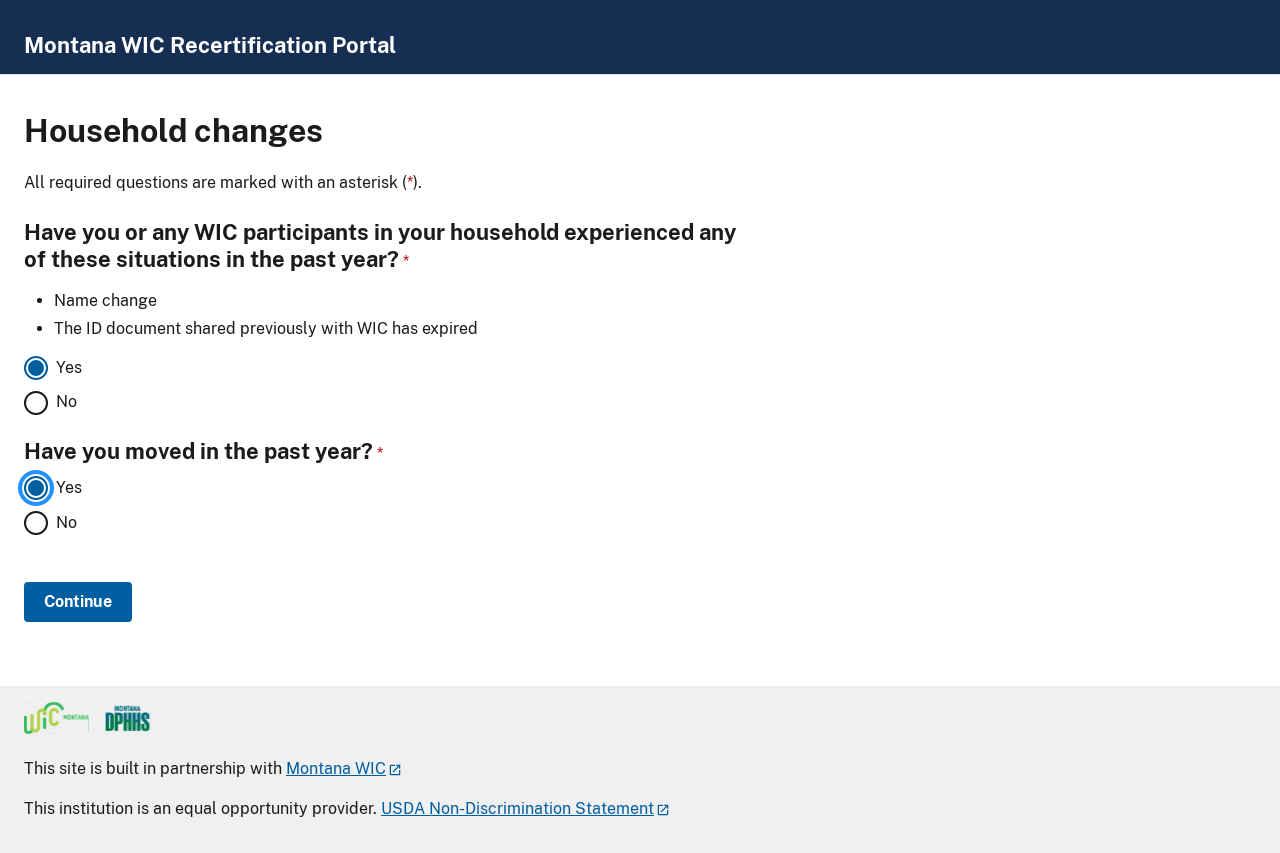 Montana WIC Recertification Portal
Household changes
All required questions are marked with an asterisk (*).
Have you or any WIC participants in your household experienced any
of these situations in the past year? *
• Name change
• The ID document shared previously with WIC has expired
Yes
No
Have you moved in the past year? *
Yes
No
Continue
WIC MONTANA
MONTANA
DPHHS
This site is built in partnership with Montana WIC
This institution is an equal opportunity provider. USDA Non-Discrimination Statement